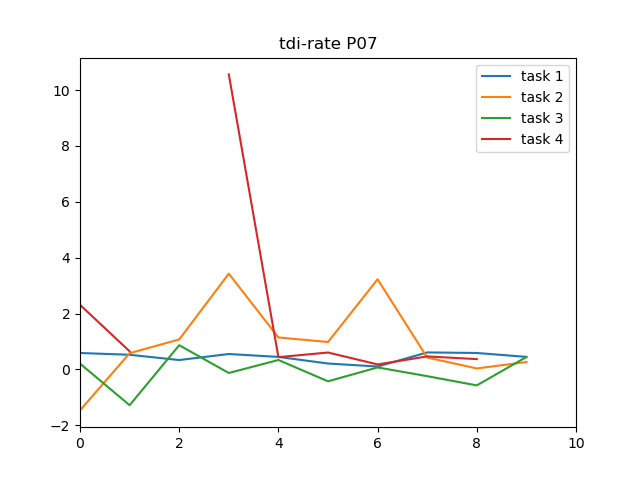 tdi-rate P07
task 1
task 2
task 3
task 4
10
8
6
4
2
0
−2
0 2 4 6 8 10